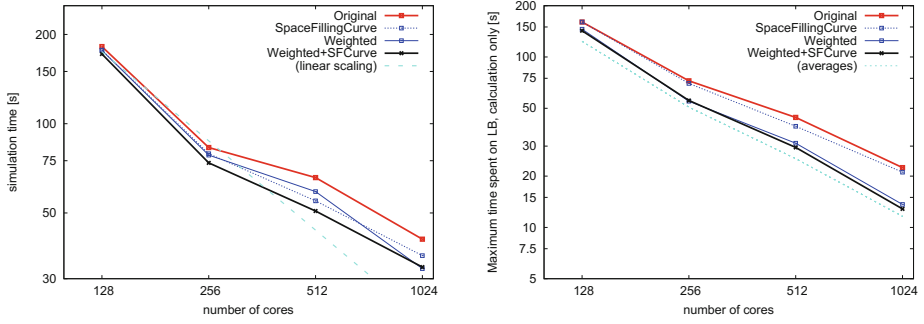 simulation time [s]
200
150
100
75
50
30
128
256
512
1024
number of cores
Original
SpaceFillingCurve
Weighted
Weighted+SFCurve
(linear scaling)
Maximum time spent on LB, calculation only [s]
200
150
100
75
50
30
20
15
10
7.5
5
128
256
512
1024
number of cores
Original
SpaceFillingCurve
Weighted
Weighted+SFCurve
(averages)